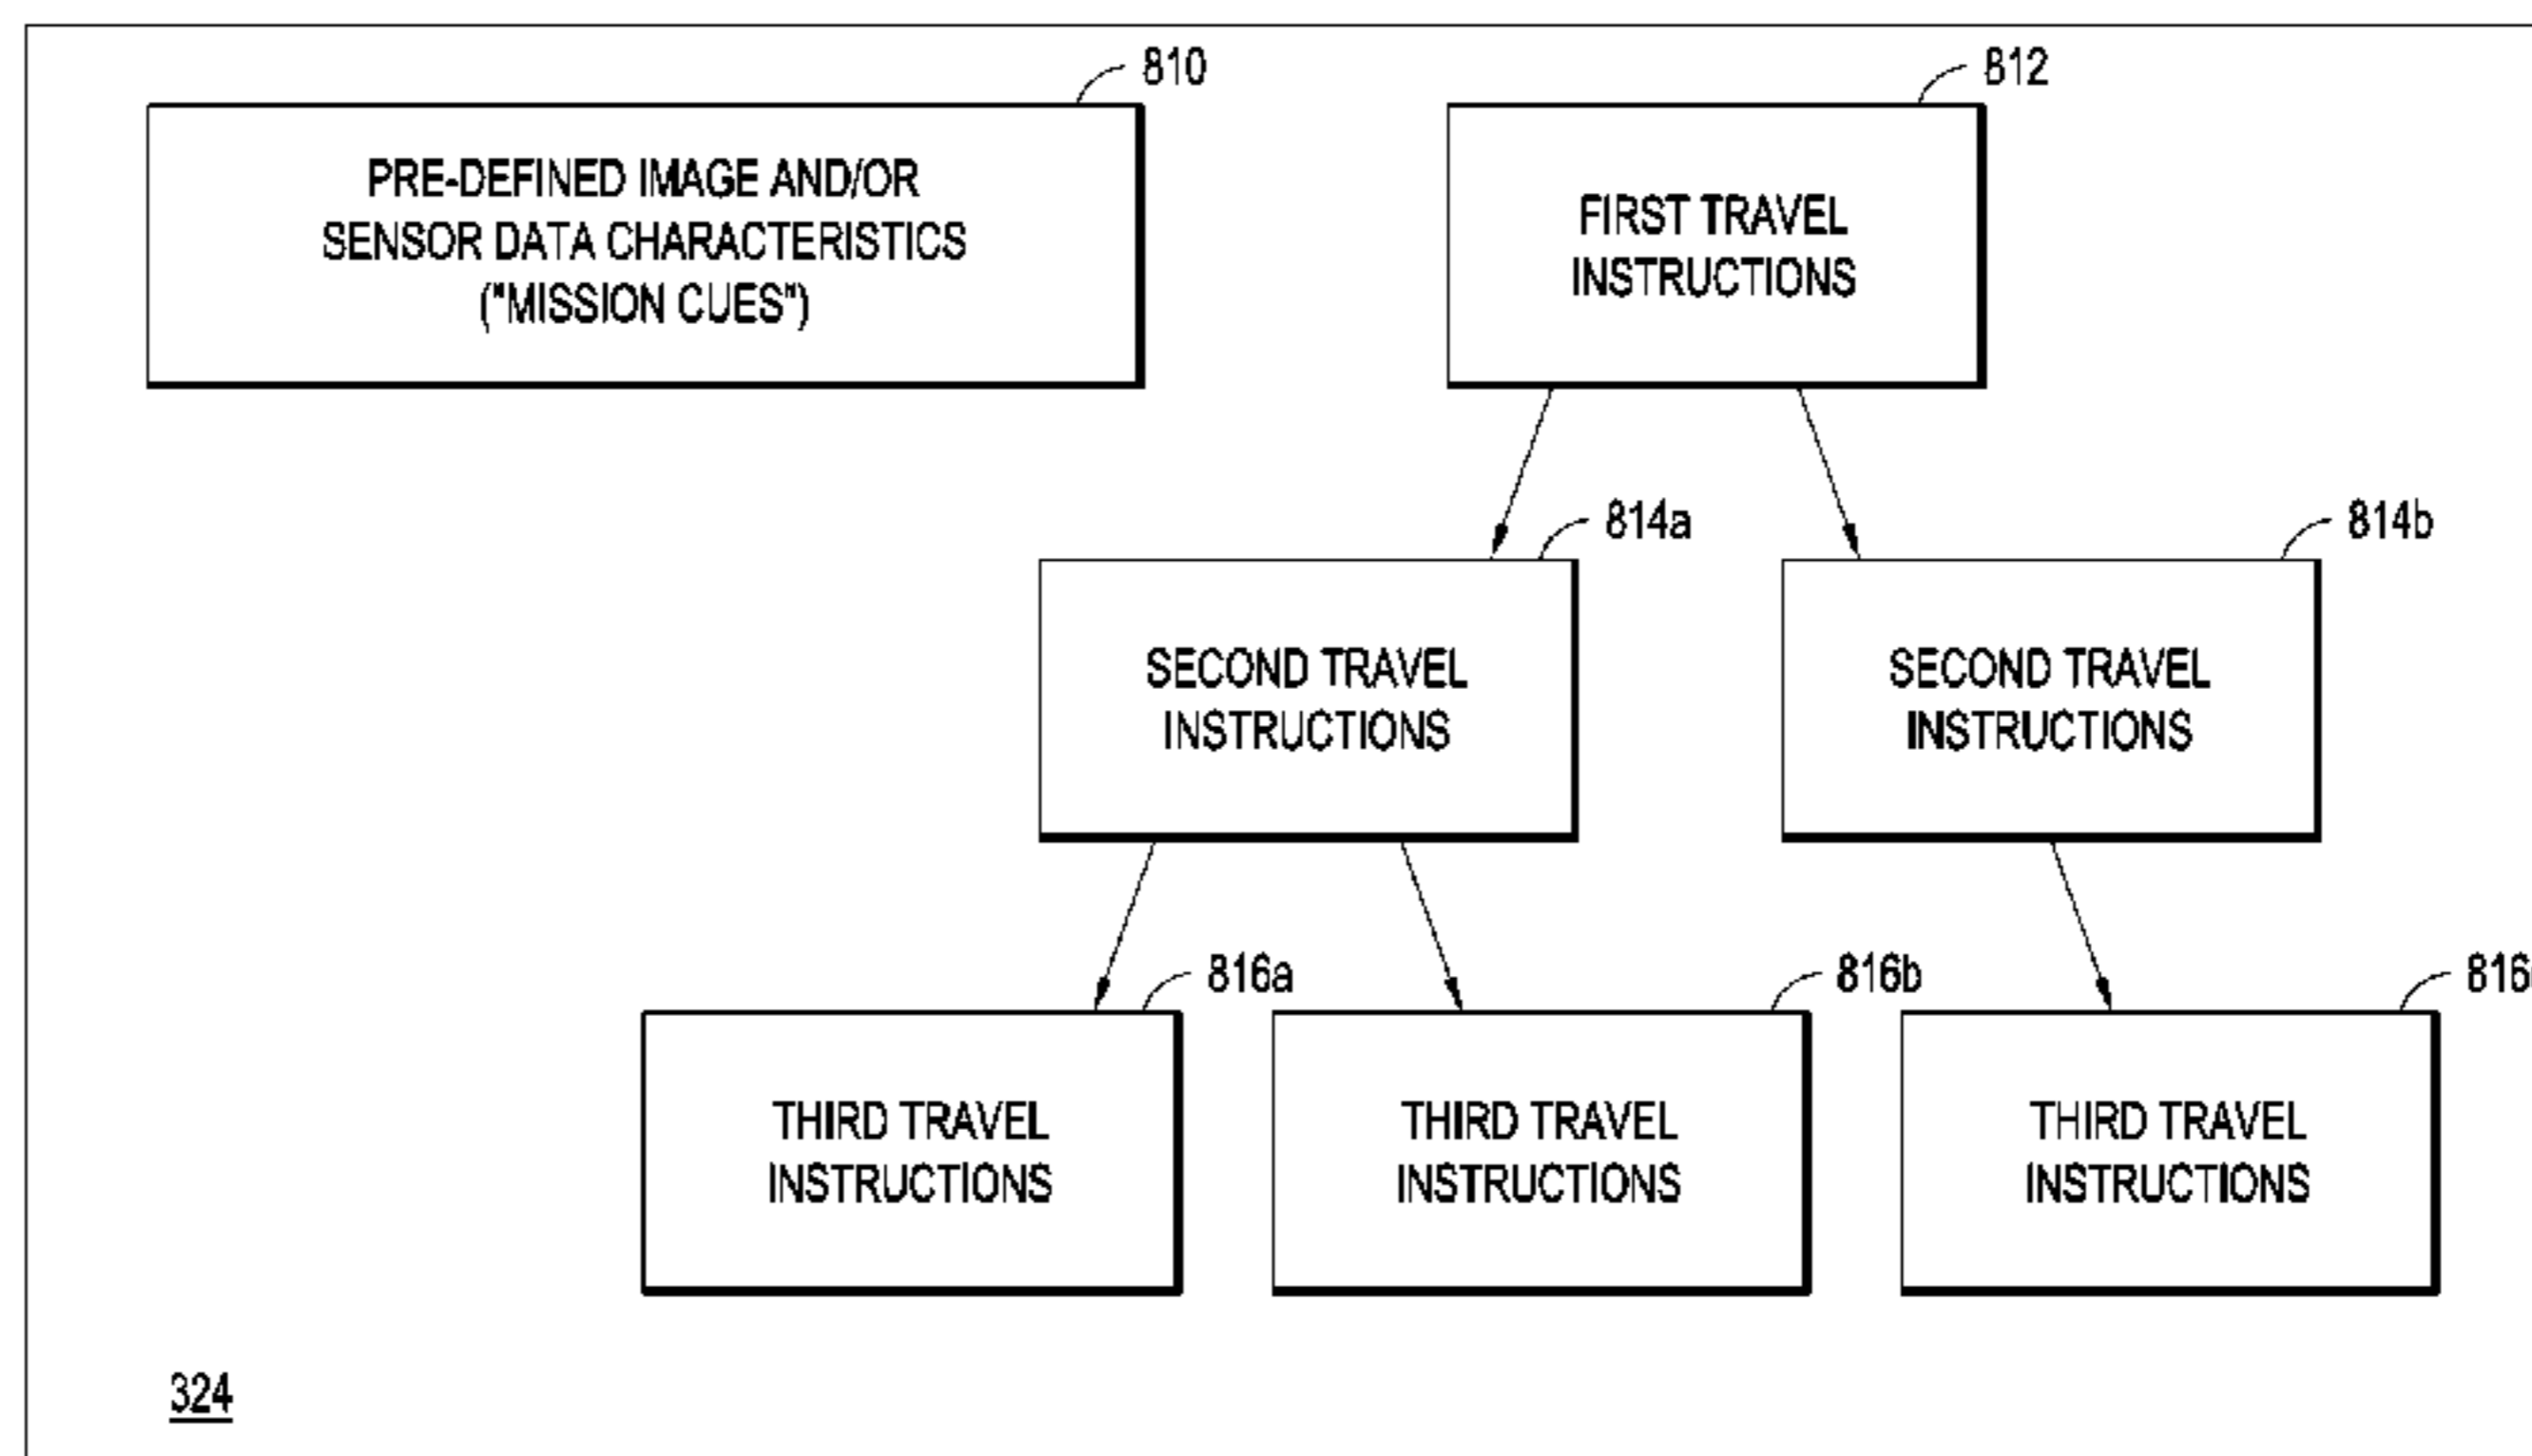 810
PRE-DEFINED IMAGE AND/OR
SENSOR DATA CHARACTERISTICS
("MISSION CUES")
812
FIRST TRAVEL
INSTRUCTIONS
814a
SECOND TRAVEL
INSTRUCTIONS
814b
SECOND TRAVEL
INSTRUCTIONS
816a
THIRD TRAVEL
INSTRUCTIONS
816b
THIRD TRAVEL
INSTRUCTIONS
THIRD TRAVEL
INSTRUCTIONS
324